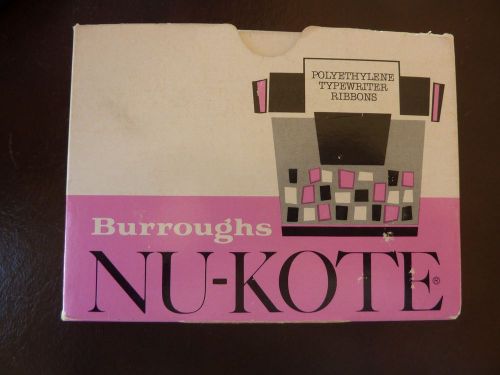 POLYETHYLENE
TYPEWRITER
RIBBONS
Burroughs
NU-KOTE®